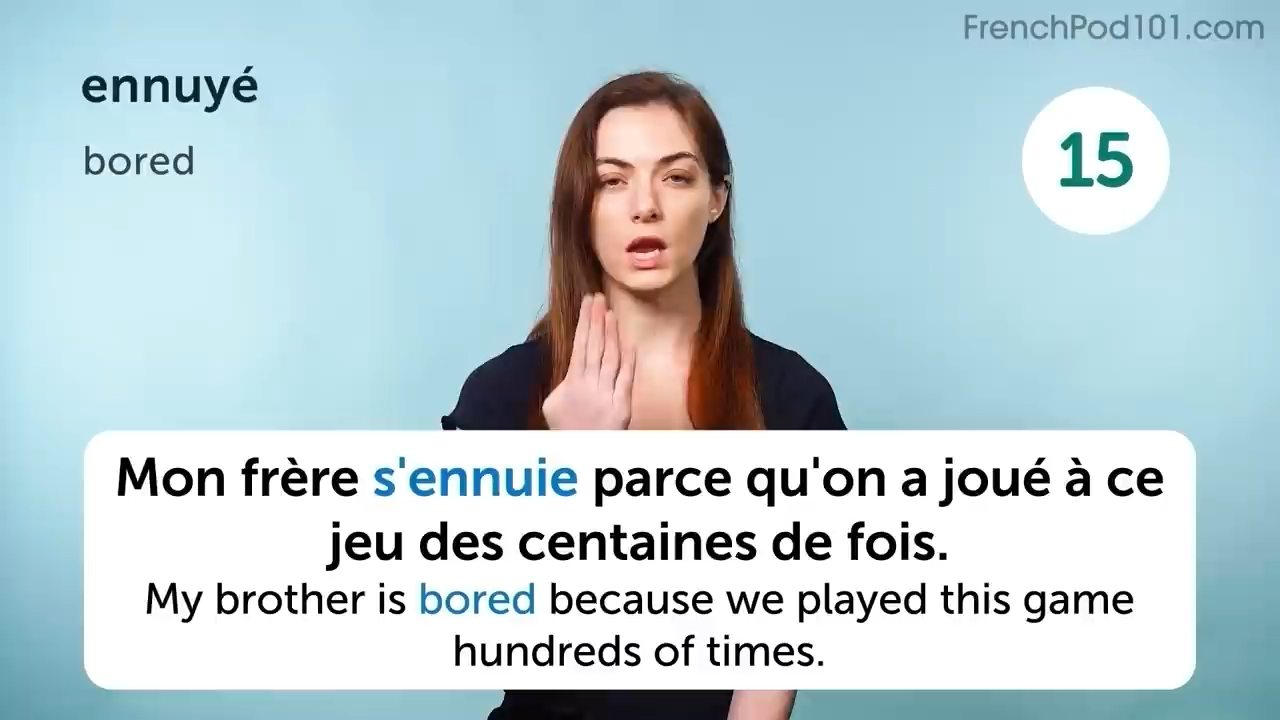 FrenchPod101.com
ennuyé
bored
15
Mon frère s'ennuie parce qu'on a joué à ce
jeu des centaines de fois.
My brother is bored because we played this game
hundreds of times.